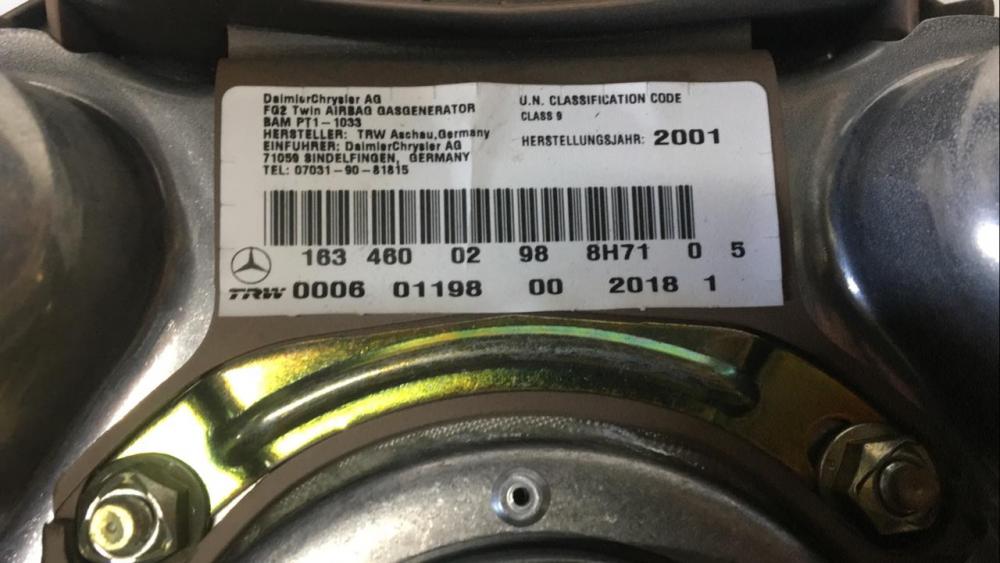 DaimlerChrysler AG
FG2 Twin AIRBAG GASGENERATOR
BAM PT1-1033
HERSTELLER: TRW Aschau,Germany
EINFUHRER: DaimlerChrysler AG
71059 SINDELFINGEN, GERMANY
TEL: 07031-90-81815
U.N. CLASSIFICATION CODE
CLASS 9
HERSTELLUNGSJAHR: 2001
163 460 02 98 8H71 0 5
TRW 0006 01198 00 2018 1